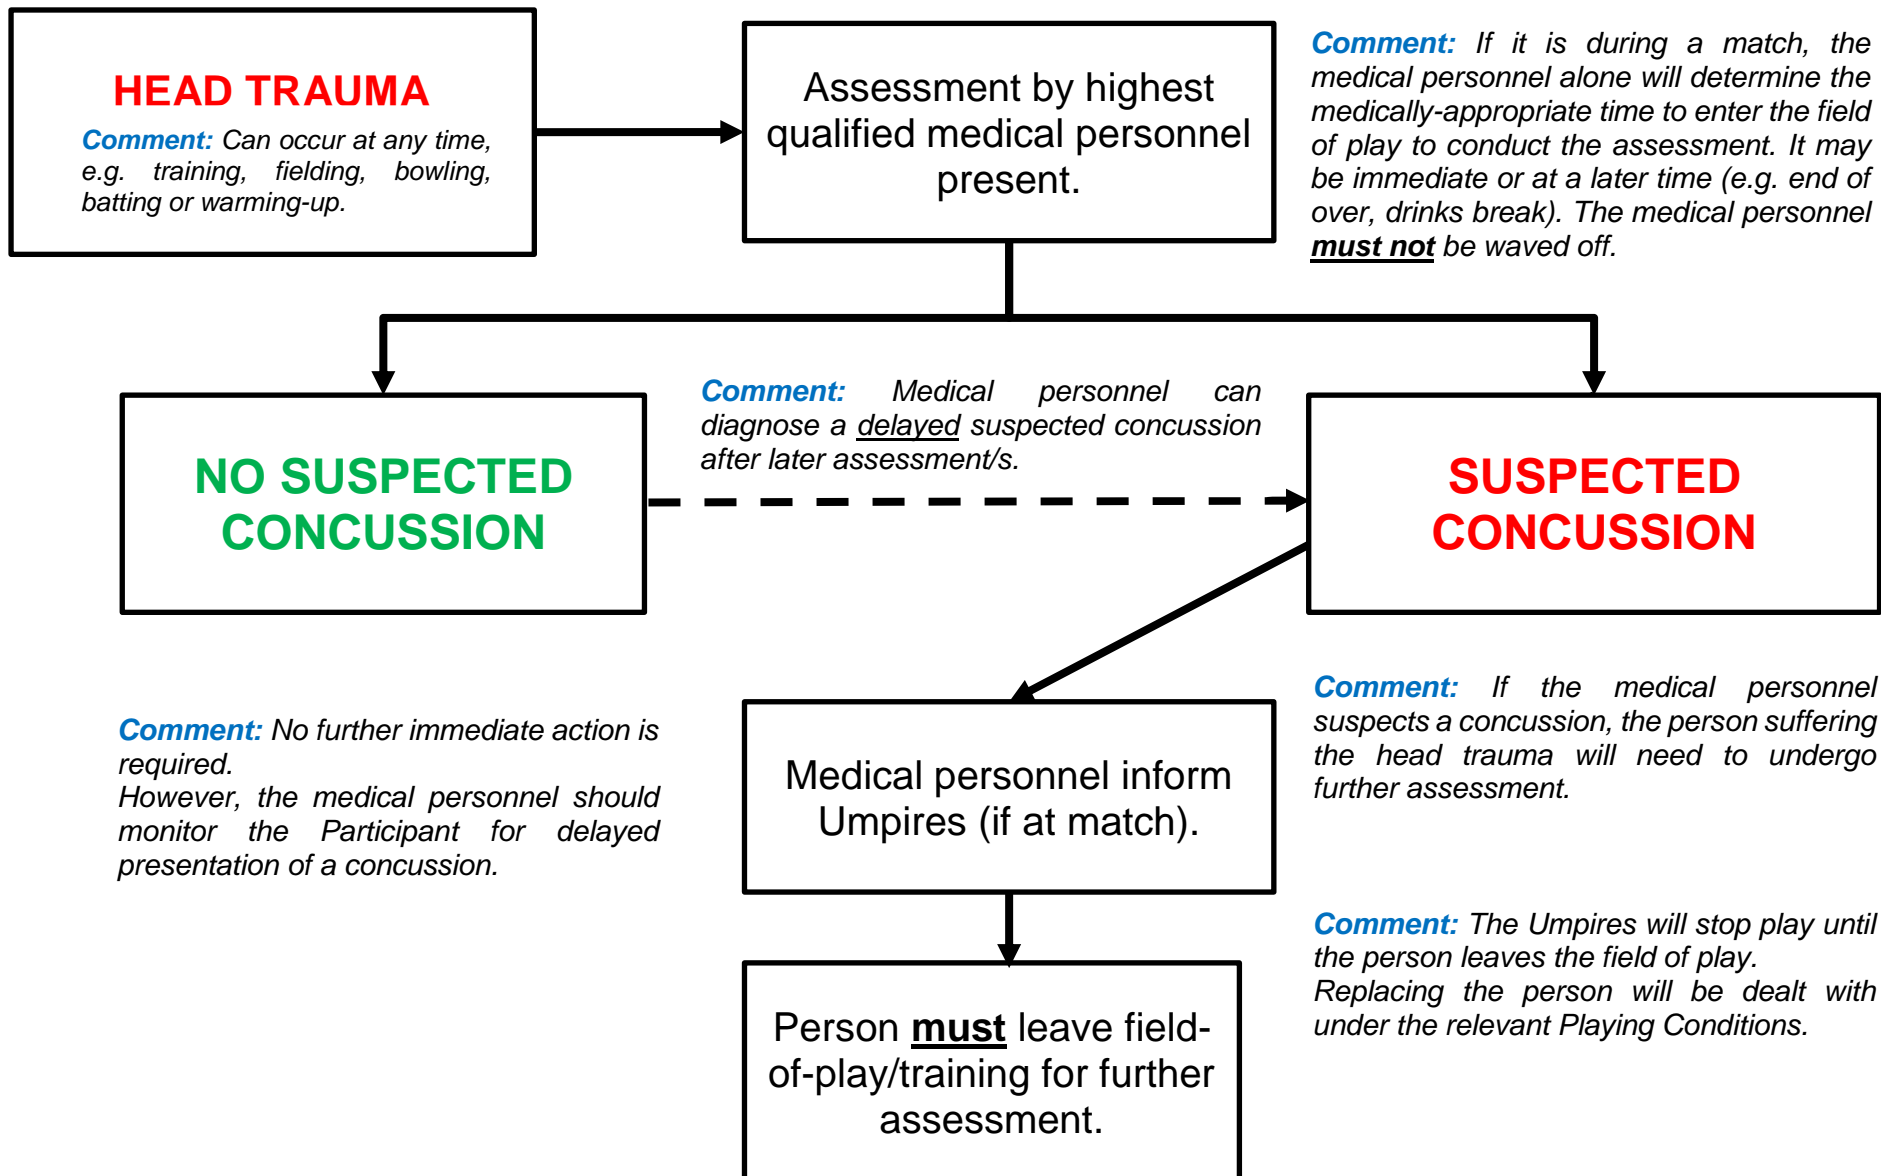 HEAD TRAUMA
Comment: Can occur at any time,
e.g. training, fielding, bowling,
batting or warming-up.
Assessment by highest
qualified medical personnel
present.
Comment: If it is during a match, the
medical personnel alone will determine the
medically-appropriate time to enter the field
of play to conduct the assessment. It may
be immediate or at a later time (e.g. end of
over, drinks break). The medical personnel
must not be waved off.
NO SUSPECTED
CONCUSSION
Comment: Medical personnel can
diagnose a delayed suspected concussion
after later assessment/s.
SUSPECTED
CONCUSSION
Comment: No further immediate action is
required.
However, the medical personnel should
monitor the Participant for delayed
presentation of a concussion.
Medical personnel inform
Umpires (if at match).
Comment: If the medical personnel
suspects a concussion, the person suffering
the head trauma will need to undergo
further assessment.
Comment: The Umpires will stop play until
the person leaves the field of play.
Replacing the person will be dealt with
under the relevant Playing Conditions.
Person must leave field-
of-play/training for further
assessment.